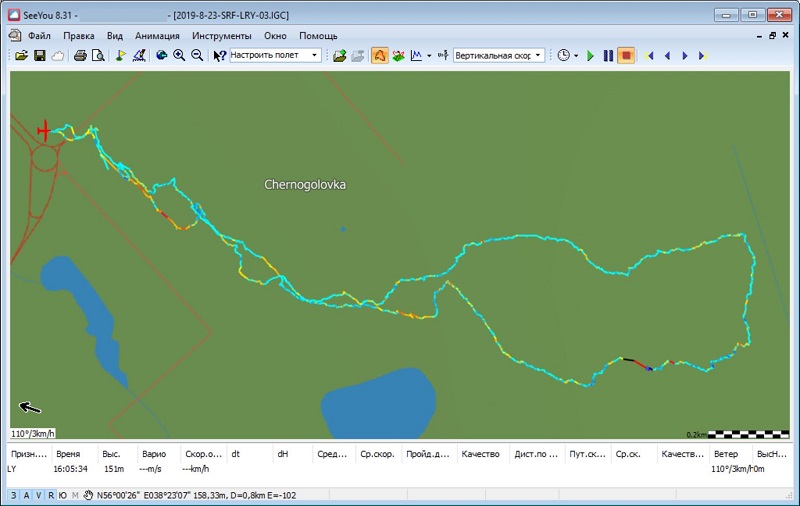 SeeYou 8.31 - - [2019-8-23-SRF-LRY-03.IGC]
Файл Правка Вид Анимация Инструменты Окно Помощь
Настроить полет Вертикальная скор
Chernogolovka
110°/3km/h
0.2km
Призн.... Время Выс. Варио Скор.о... dt dH Сред... Ср.скор. Пройд.д... Качество Дист.по ... Пут.ск... Ср.ск. Качеств... Ветер ВысН...
LY 16:05:34 151m ---m/s ---km/h 110°/3km/h 0m
З A V R Ю М N56°00'26" E038°23'07" 158,33m, D=0,8km E=-102